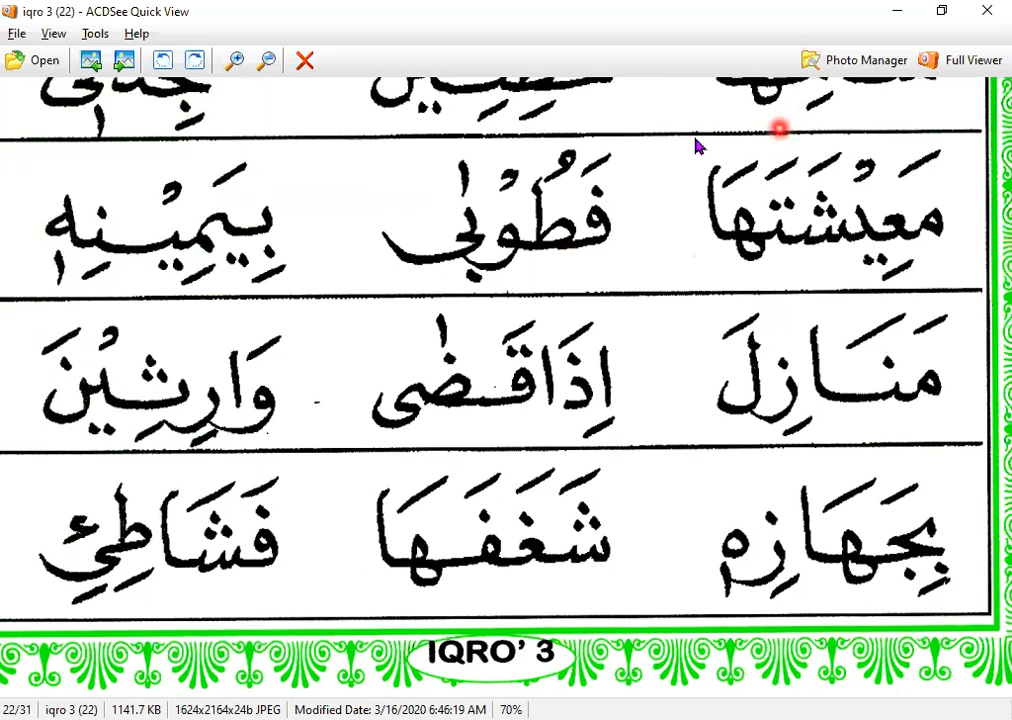 iqro 3 (22) - ACDSee Quick View
File View Tools Help
Open Photo Manager Full Viewer
مَعِيْشَتَهَا فَطُوْبٰى بِيَمِيْنِهٖ
مَنَازِلَ اِذَاقَضٰى وَارِثِيْنَ
بِجَهَازِهٖ شَغَفَهَا فَشَاطِئِ
IQRO' 3
22/31 iqro 3 (22) 1141.7 KB 1624x2164x24b JPEG Modified Date: 3/16/2020 6:46:19 AM 70%